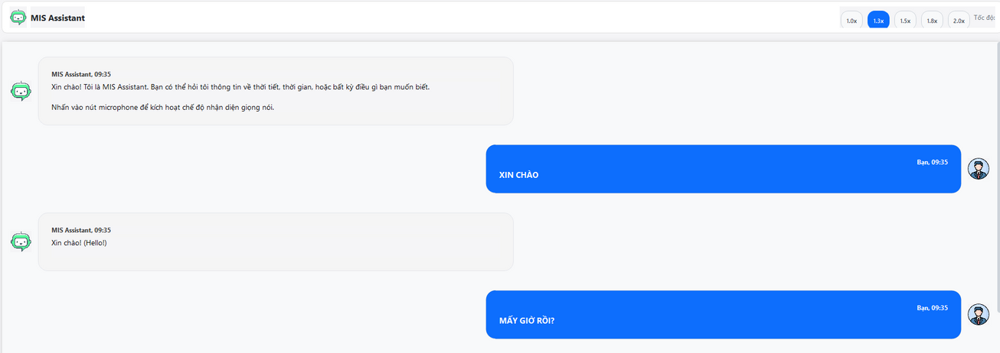 MIS Assistant
1.0x 1.3x 1.5x 1.8x 2.0x Tốc độ:
MIS Assistant, 09:35
Xin chào! Tôi là MIS Assistant. Bạn có thể hỏi tôi thông tin về thời tiết, thời gian, hoặc bất kỳ điều gì bạn muốn biết.
Nhấn vào nút microphone để kích hoạt chế độ nhận diện giọng nói.
Bạn, 09:35
XIN CHÀO
MIS Assistant, 09:35
Xin chào! (Hello!)
Bạn, 09:35
MẤY GIỜ RỒI?